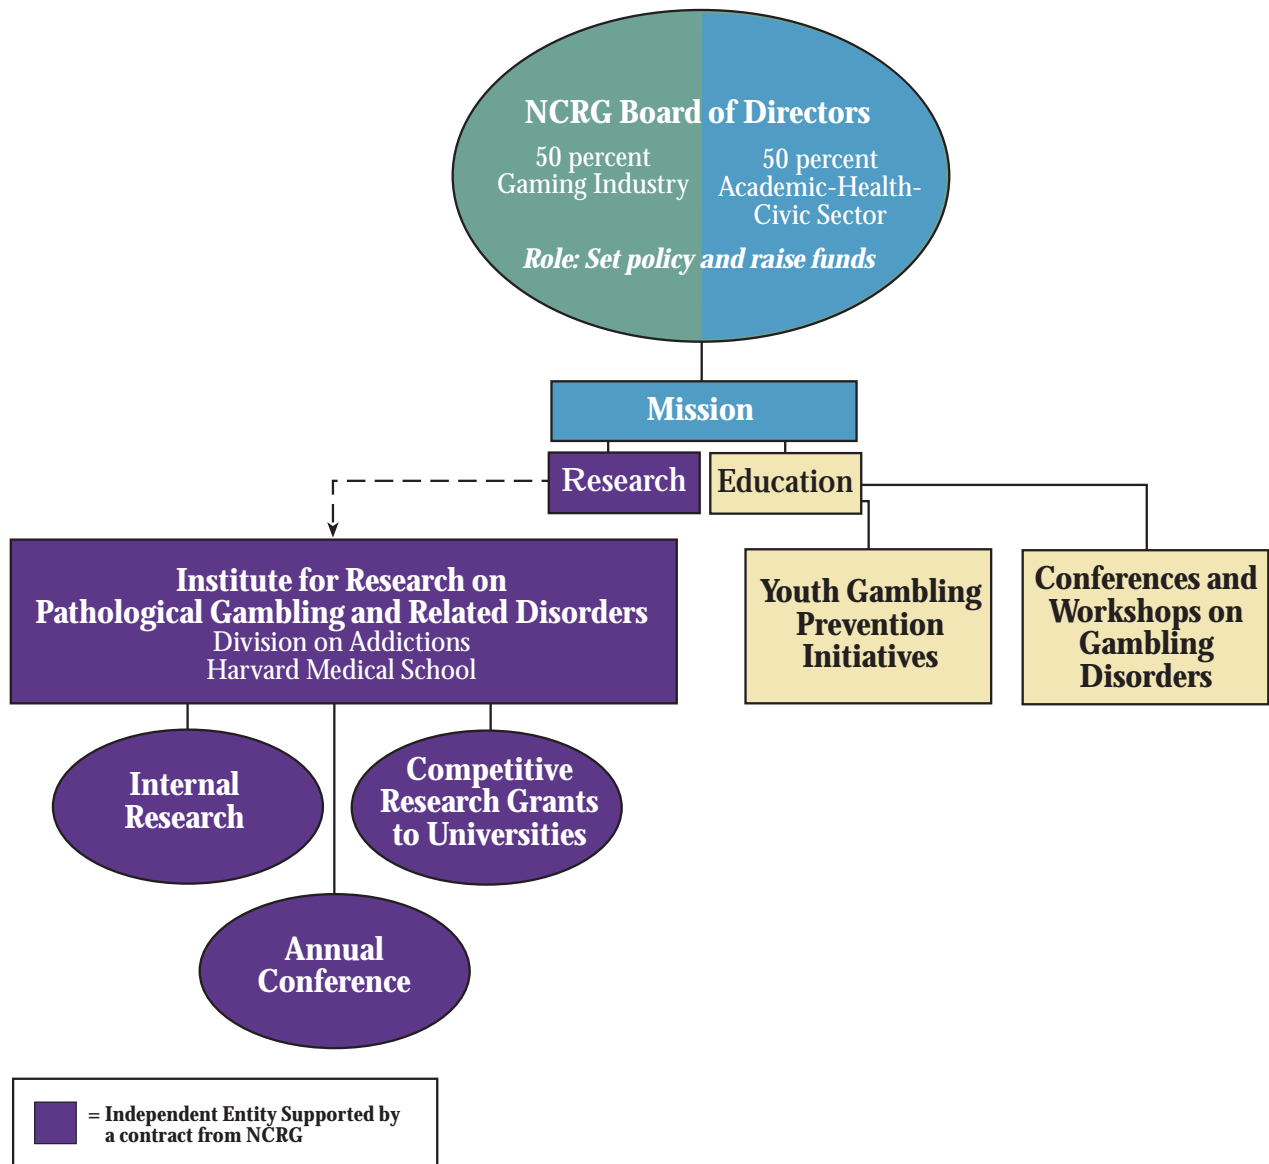 NCRG Board of Directors
50 percent
Gaming Industry
50 percent
Academic-Health-
Civic Sector
Role: Set policy and raise funds
Mission
Research
Education
Institute for Research on
Pathological Gambling and Related Disorders
Division on Addictions
Harvard Medical School
Youth Gambling
Prevention
Initiatives
Conferences and
Workshops on
Gambling
Disorders
Internal
Research
Competitive
Research Grants
to Universities
Annual
Conference
= Independent Entity Supported by
a contract from NCRG